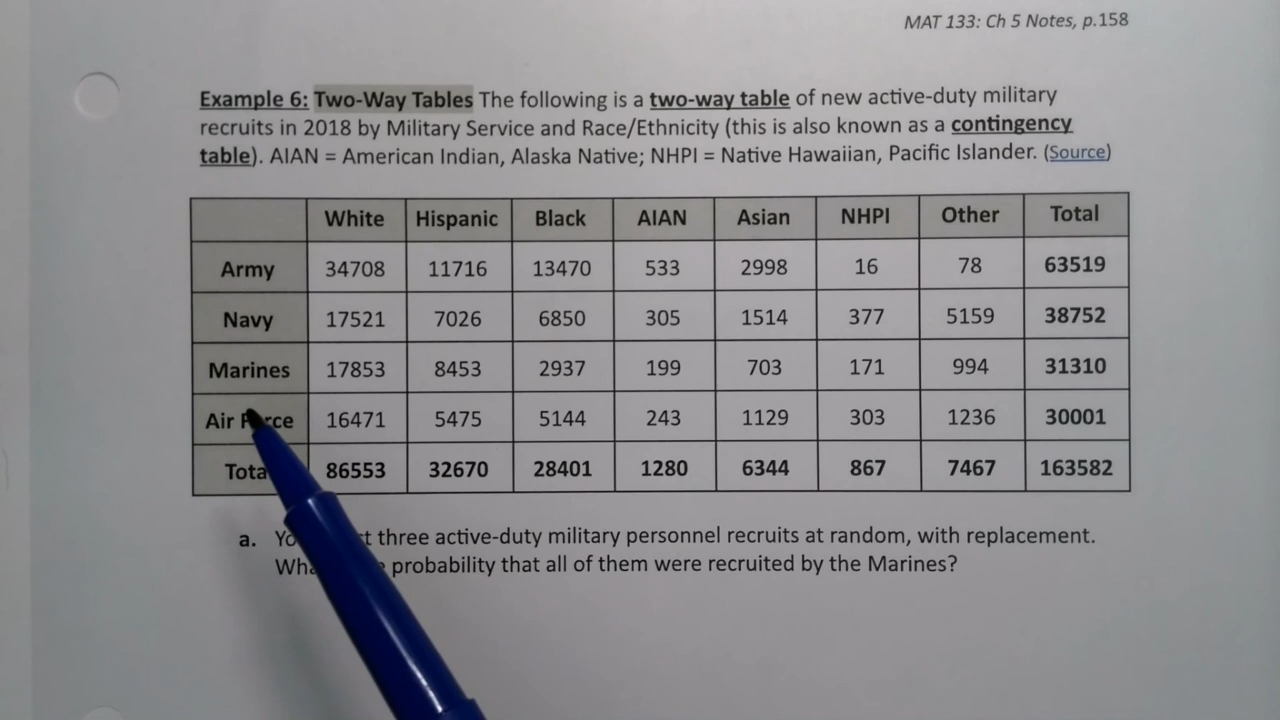 MAT 133: Ch 5 Notes, p.158
Example 6: Two-Way Tables The following is a two-way table of new active-duty military
recruits in 2018 by Military Service and Race/Ethnicity (this is also known as a contingency
table). AIAN = American Indian, Alaska Native; NHPI = Native Hawaiian, Pacific Islander. (Source)
White Hispanic Black AIAN Asian NHPI Other Total
Army 34708 11716 13470 533 2998 16 78 63519
Navy 17521 7026 6850 305 1514 377 5159 38752
Marines 17853 8453 2937 199 703 171 994 31310
Air Force 16471 5475 5144 243 1129 303 1236 30001
Total 86553 32670 28401 1280 6344 867 7467 163582
a. three active-duty military personnel recruits at random, with replacement.
probability that all of them were recruited by the Marines?